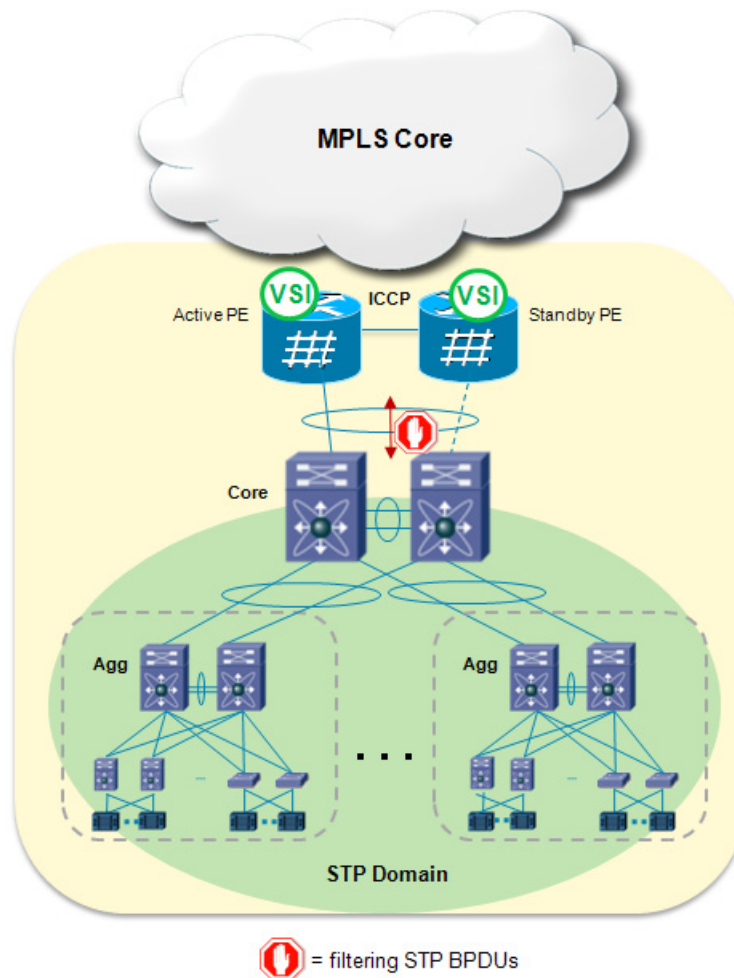 MPLS Core
VSI
ICCP
VSI
Active PE
Standby PE
Core
Agg
Agg
...
. . .
...
STP Domain
= filtering STP BPDUs